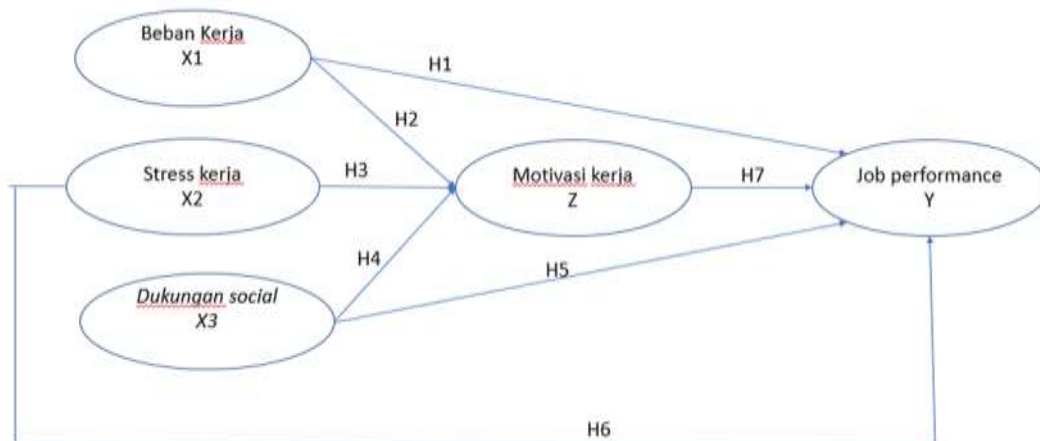 Beban Kerja
X1
H1
H2
Stress kerja
X2
H3
Motivasi kerja
Z
H7
Job performance
Y
H4
H5
Dukungan social
X3
H6